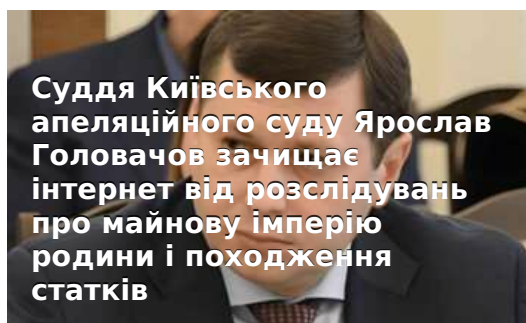 Суддя Київського
апеляційного суду Ярослав
Головачов зачищає
інтернет від розслідувань
про майнову імперію
родини і походження
статків